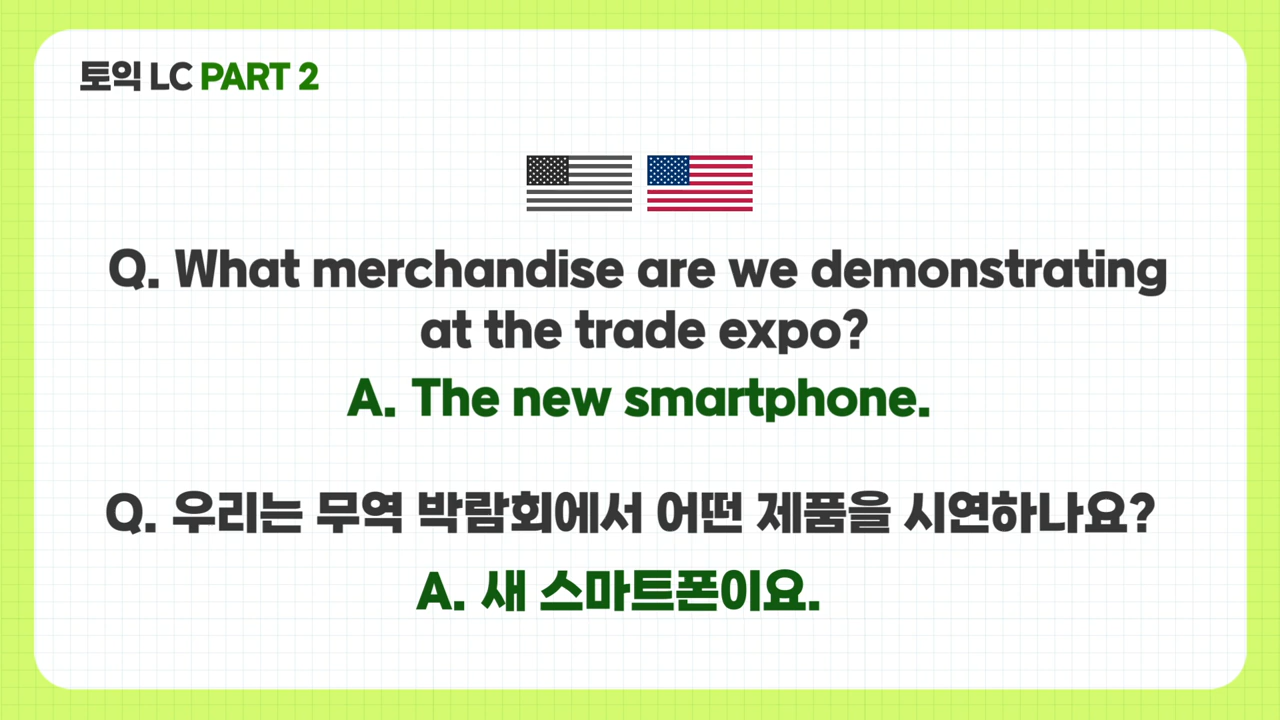 토익 LC PART 2
Q. What merchandise are we demonstrating
at the trade expo?
A. The new smartphone.
Q. 우리는 무역 박람회에서 어떤 제품을 시연하나요?
A. 새 스마트폰이요.